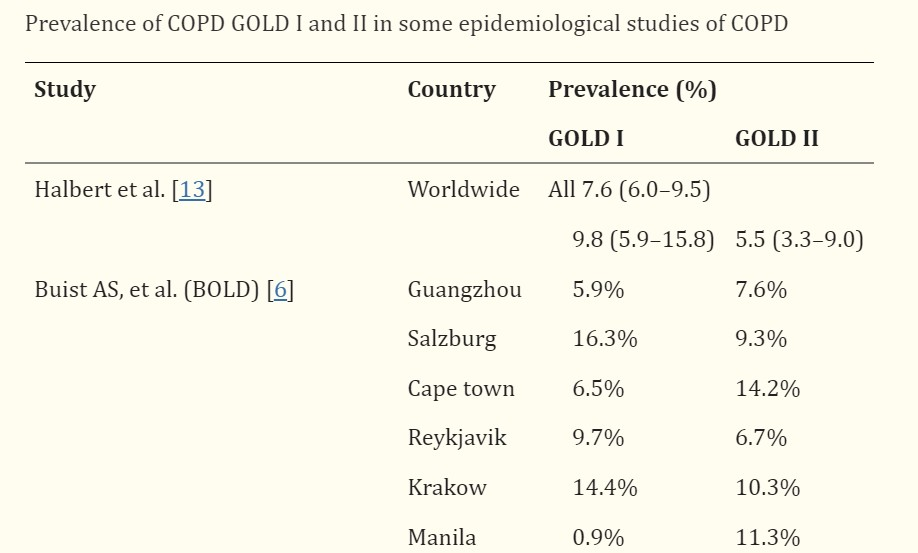 Prevalence of COPD GOLD I and II in some epidemiological studies of COPD
Study Country Prevalence (%)
GOLD I GOLD II
Halbert et al. [13] Worldwide All 7.6 (6.0–9.5)
9.8 (5.9–15.8) 5.5 (3.3–9.0)
Buist AS, et al. (BOLD) [6] Guangzhou 5.9% 7.6%
Salzburg 16.3% 9.3%
Cape town 6.5% 14.2%
Reykjavik 9.7% 6.7%
Krakow 14.4% 10.3%
Manila 0.9% 11.3%